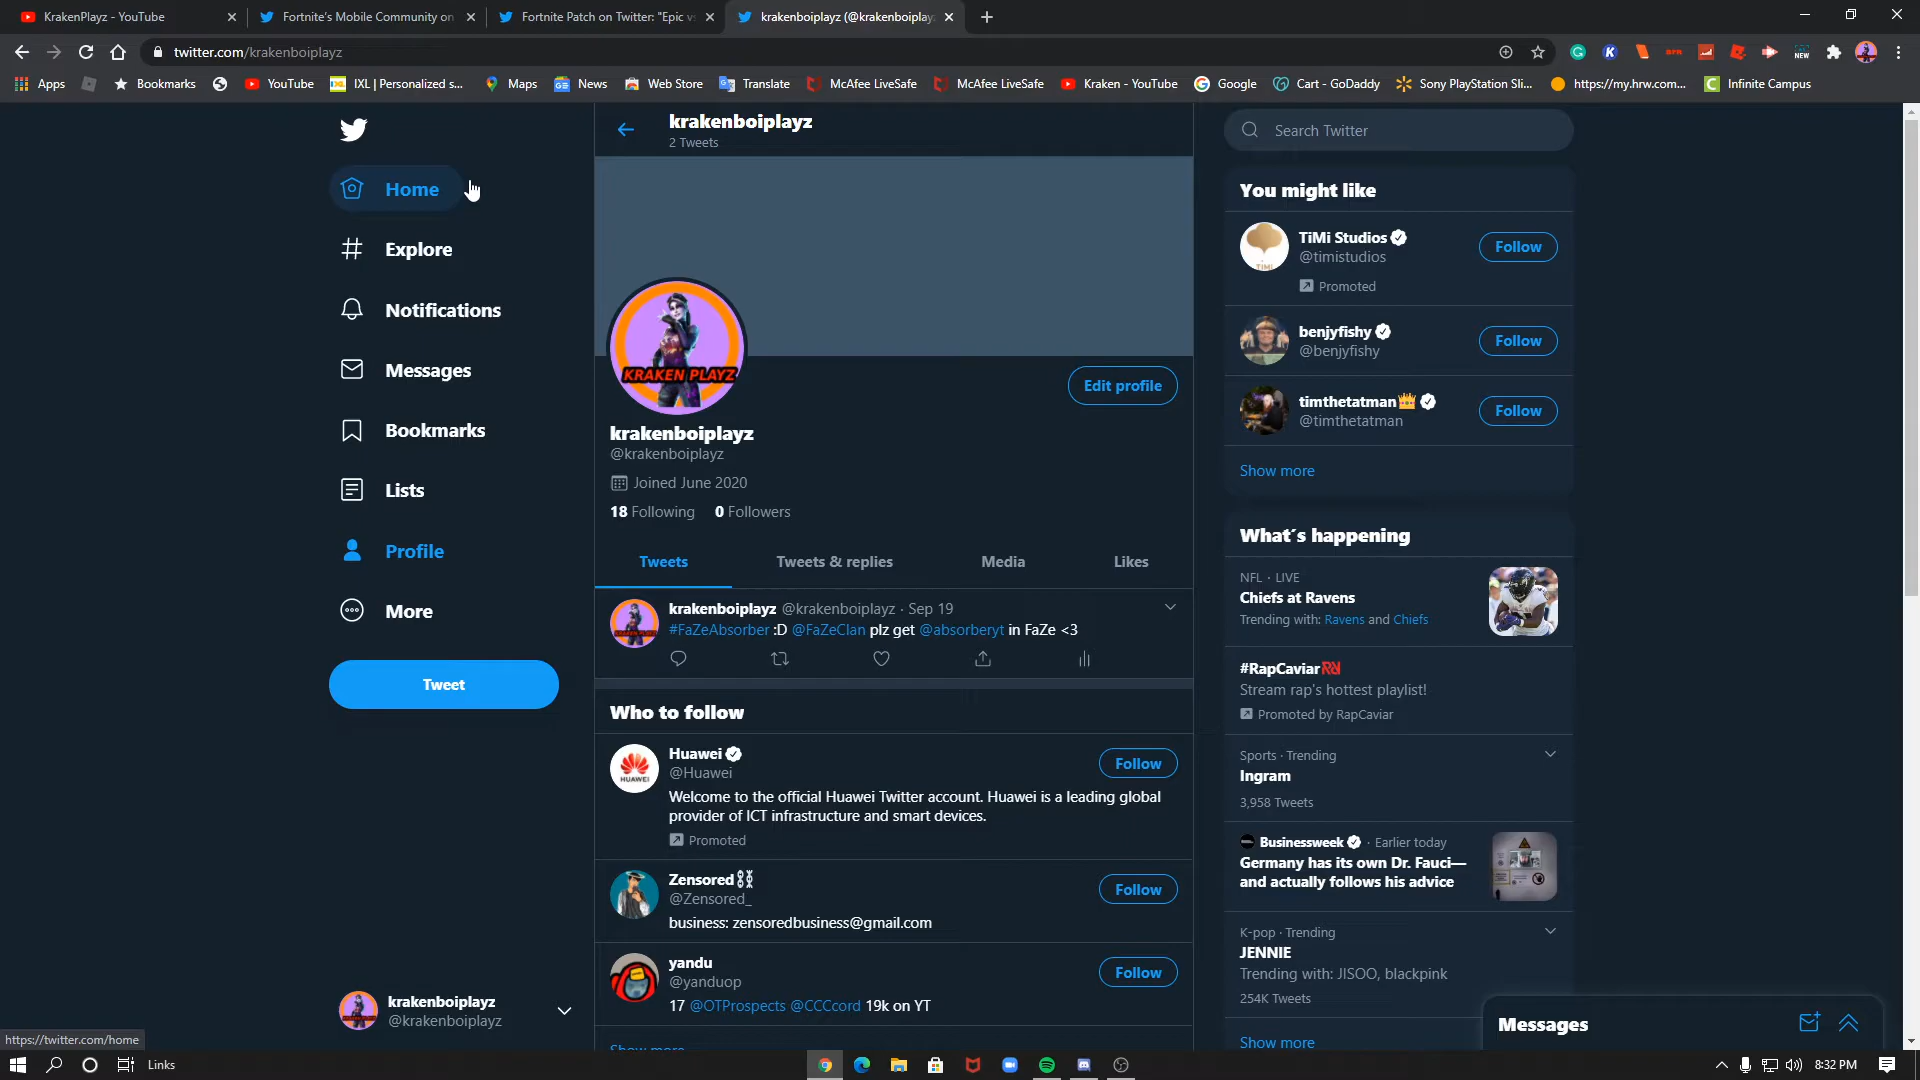 KrakenPlayz - YouTube
Fortnite's Mobile Community on
Fortnite Patch on Twitter: "Epic v
krakenboiplayz (@krakenboiplay
twitter.com/krakenboiplayz
Apps
Bookmarks
YouTube
IXL | Personalized s...
Maps
News
Web Store
Translate
McAfee LiveSafe
McAfee LiveSafe
Kraken - YouTube
Google
Cart - GoDaddy
Sony PlayStation Sli...
https://my.hrw.com...
Infinite Campus
Home
Explore
Notifications
Messages
Bookmarks
Lists
Profile
More
Tweet
krakenboiplayz
@krakenboiplayz
https://twitter.com/home
krakenboiplayz
2 Tweets
KRAKEN PLAYZ
Edit profile
krakenboiplayz
@krakenboiplayz
Joined June 2020
18 Following 0 Followers
Tweets
Tweets & replies
Media
Likes
krakenboiplayz @krakenboiplayz · Sep 19
#FaZeAbsorber :D @FaZeClan plz get @absorberyt in FaZe <3
Who to follow
Huawei
@Huawei
Follow
Welcome to the official Huawei Twitter account. Huawei is a leading global
provider of ICT infrastructure and smart devices.
Promoted
HUAWEI
Zensored
@Zensored_
Follow
business: zensoredbusiness@gmail.com
yandu
@yanduop
Follow
17 @OTProspects @CCCcord 19k on YT
Show more
Search Twitter
You might like
TiMi Studios
@timistudios
Follow
Promoted
TIMI
benjyfishy
@benjyfishy
Follow
timthetatman
@timthetatman
Follow
Show more
What's happening
NFL · LIVE
Chiefs at Ravens
Trending with: Ravens and Chiefs
#RapCaviar
Stream rap's hottest playlist!
Promoted by RapCaviar
Sports · Trending
Ingram
3,958 Tweets
Businessweek · Earlier today
Germany has its own Dr. Fauci—
and actually follows his advice
K-pop · Trending
JENNIE
Trending with: JISOO, blackpink
254K Tweets
Show more
Messages
Links
8:32 PM